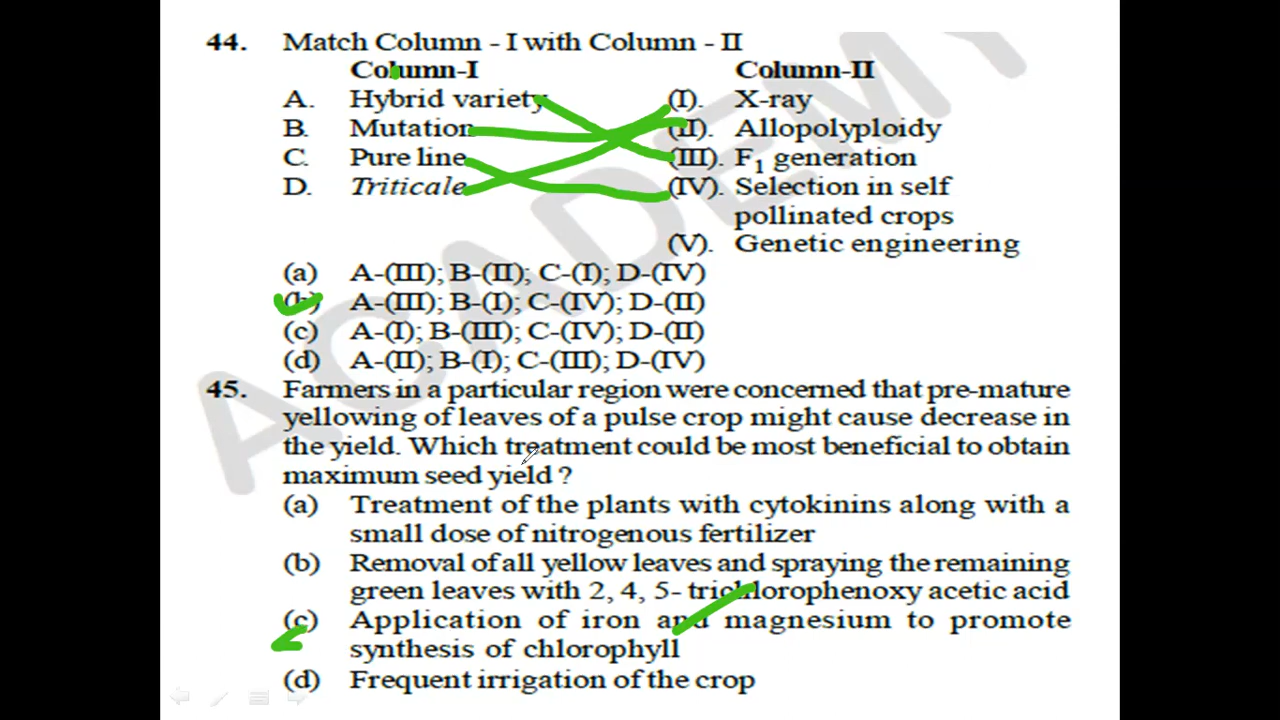 44. Match Column - I with Column - II
Column-I Column-II
A. Hybrid variety (I). X-ray
B. Mutation (II). Allopolyploidy
C. Pure line (III). F₁ generation
D. Triticale (IV). Selection in self
pollinated crops
(V). Genetic engineering
(a) A-(III); B-(II); C-(I); D-(IV)
(b) A-(III); B-(I); C-(IV); D-(II)
(c) A-(I); B-(III); C-(IV); D-(II)
(d) A-(II); B-(I); C-(III); D-(IV)
45. Farmers in a particular region were concerned that pre-mature
yellowing of leaves of a pulse crop might cause decrease in
the yield. Which treatment could be most beneficial to obtain
maximum seed yield ?
(a) Treatment of the plants with cytokinins along with a
small dose of nitrogenous fertilizer
(b) Removal of all yellow leaves and spraying the remaining
green leaves with 2, 4, 5- trichlorophenoxy acetic acid
(c) Application of iron and magnesium to promote
synthesis of chlorophyll
(d) Frequent irrigation of the crop
ACADEMY